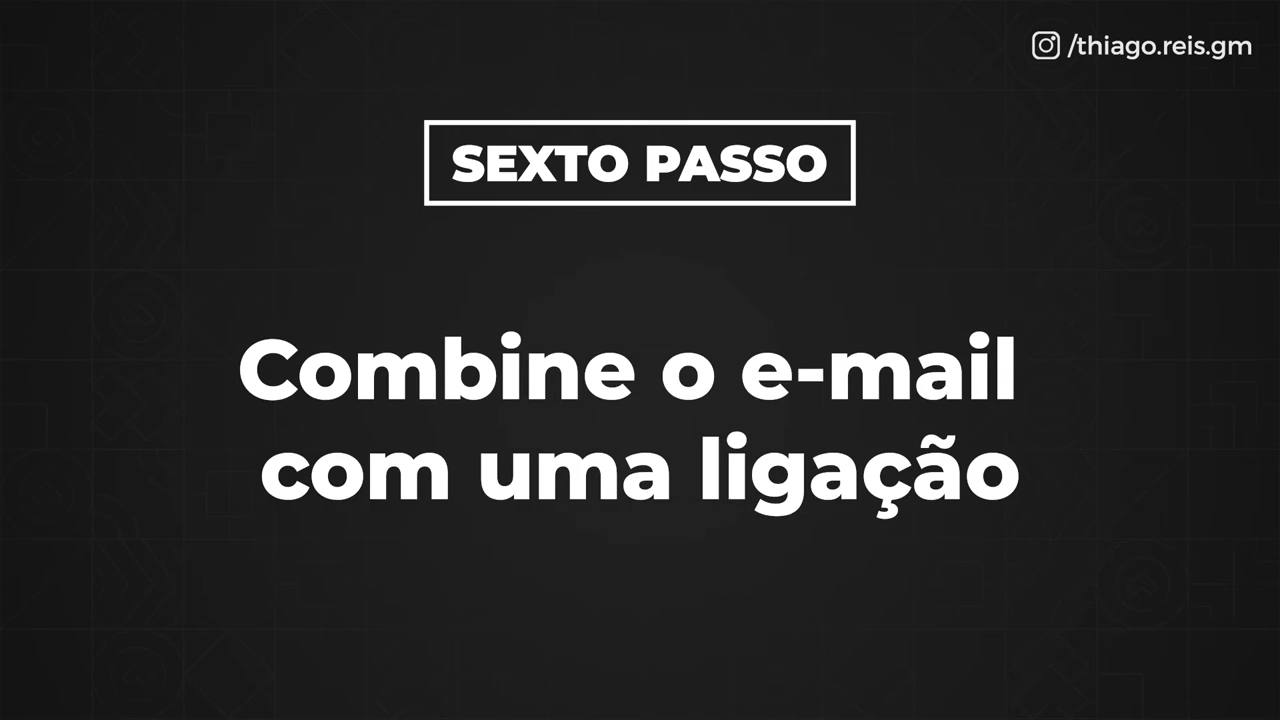 /thiago.reis.gm
SEXTO PASSO
Combine o e-mail
com uma ligação